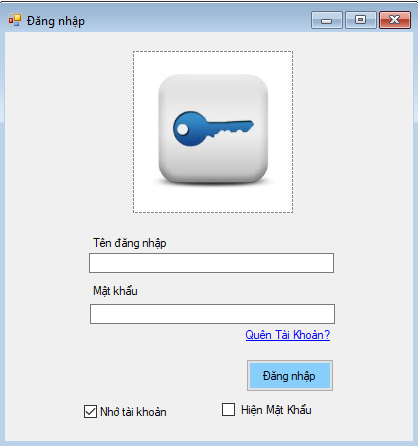 Đăng nhập
Tên đăng nhập
Mật khẩu
Quên Tài Khoản?
Đăng nhập
Nhớ tài khoản
Hiện Mật Khẩu